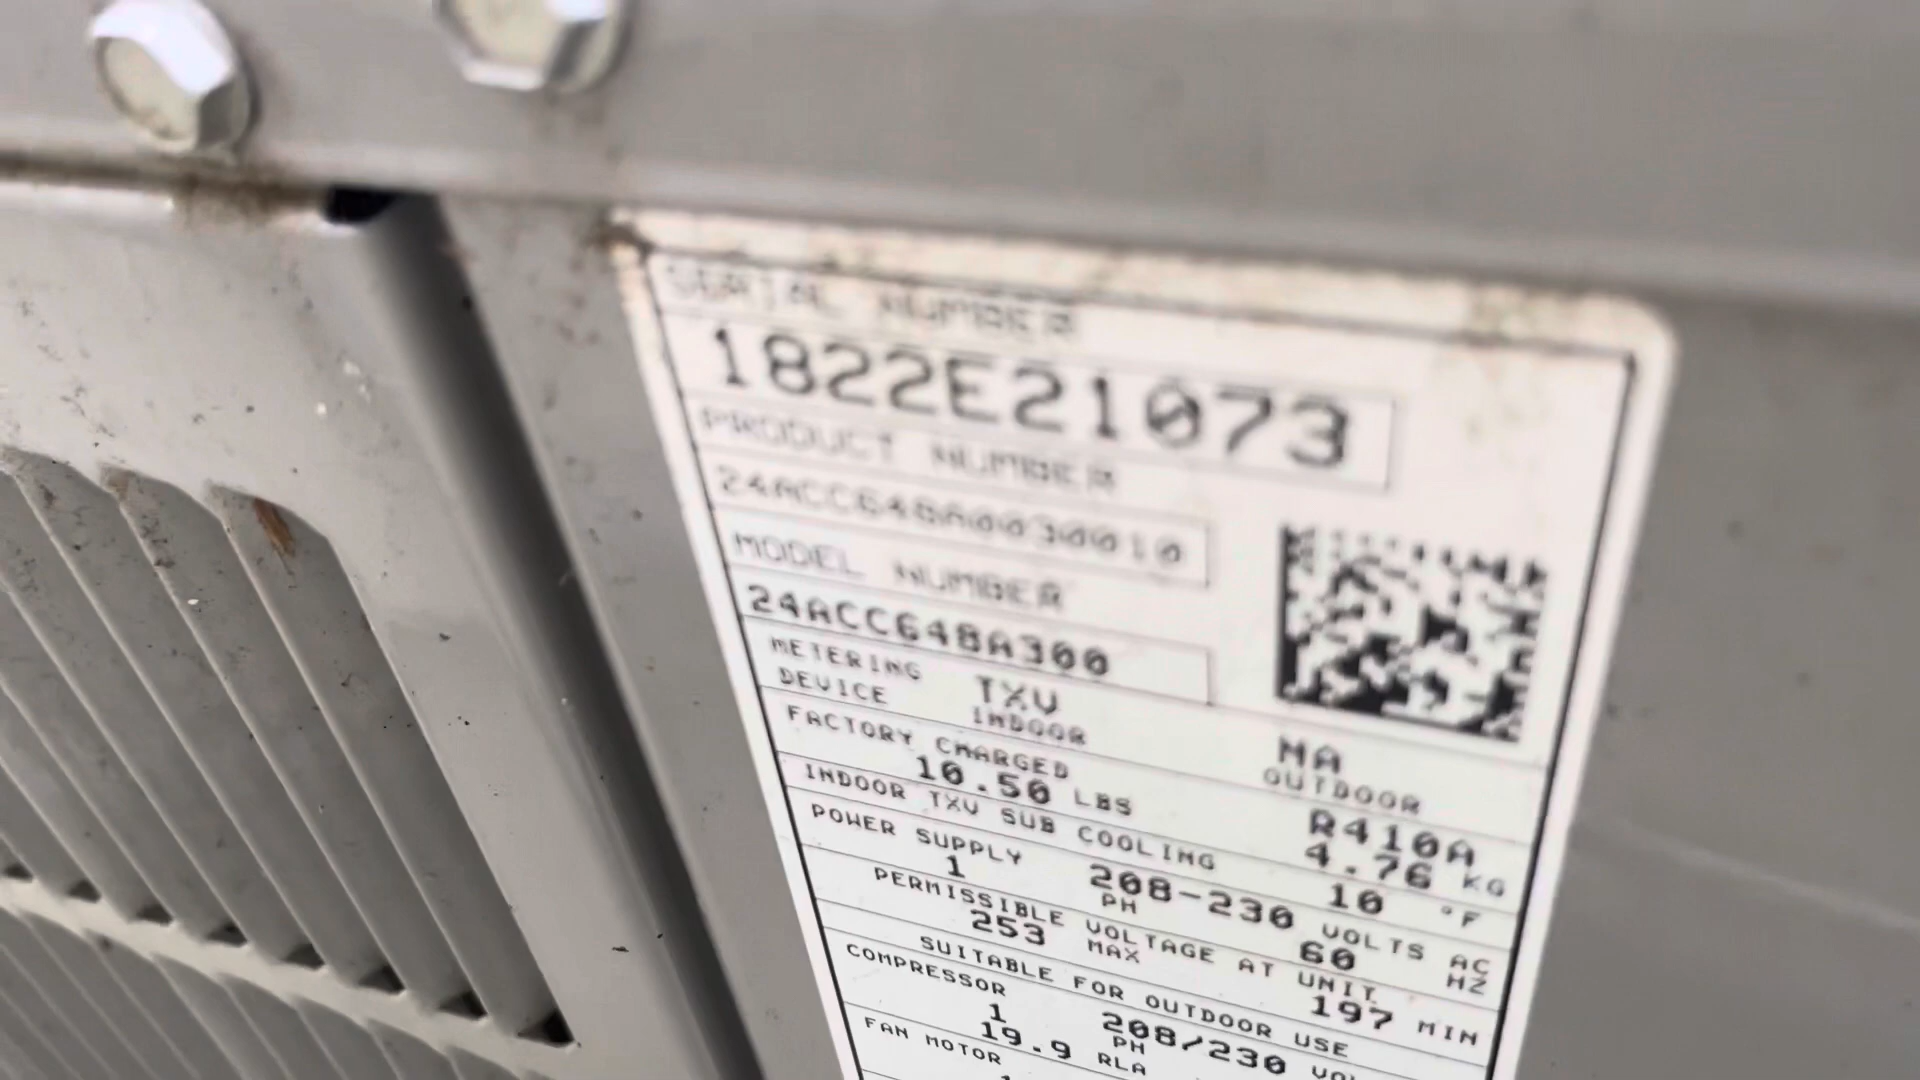 SERIAL NUMBER
1822E21073
PRODUCT NUMBER
24ACC648A0030010
MODEL NUMBER
24ACC648A300
METERING DEVICE TXV INDOOR NA OUTDOOR
FACTORY CHARGED R410A
10.50 LBS 4.76 KG
INDOOR TXV SUB COOLING 10 °F
POWER SUPPLY 208-230 VOLTS AC
1 PH 60 HZ
PERMISSIBLE VOLTAGE AT UNIT
253 MAX 197 MIN
SUITABLE FOR OUTDOOR USE
COMPRESSOR 208/230
1 PH
19.9 RLA
FAN MOTOR